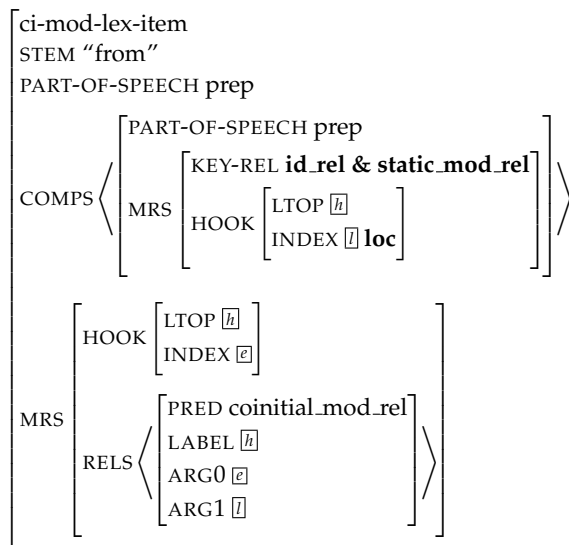 ci-mod-lex-item
STEM “from”
PART-OF-SPEECH prep
PART-OF-SPEECH prep
KEY-REL id_rel & static_mod_rel
COMPS
MRS
LTOP h
HOOK
INDEX l loc
LTOP h
HOOK
INDEX e
MRS
PRED coinitial_mod_rel
LABEL h
RELS
ARG0 e
ARG1 l